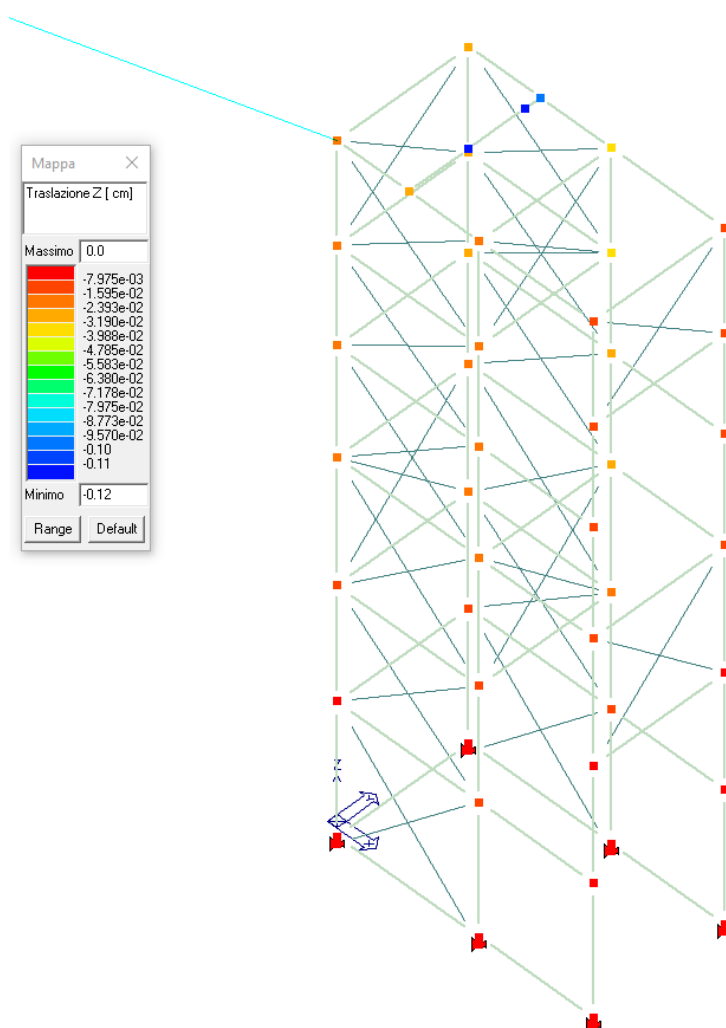 Mappa
Traslazione Z [ cm]
Massimo 0.0
-7.975e-03
-1.595e-02
-2.393e-02
-3.190e-02
-3.988e-02
-4.785e-02
-5.583e-02
-6.380e-02
-7.178e-02
-7.975e-02
-8.773e-02
-9.570e-02
-0.10
-0.11
Minimo -0.12
Range Default
Z